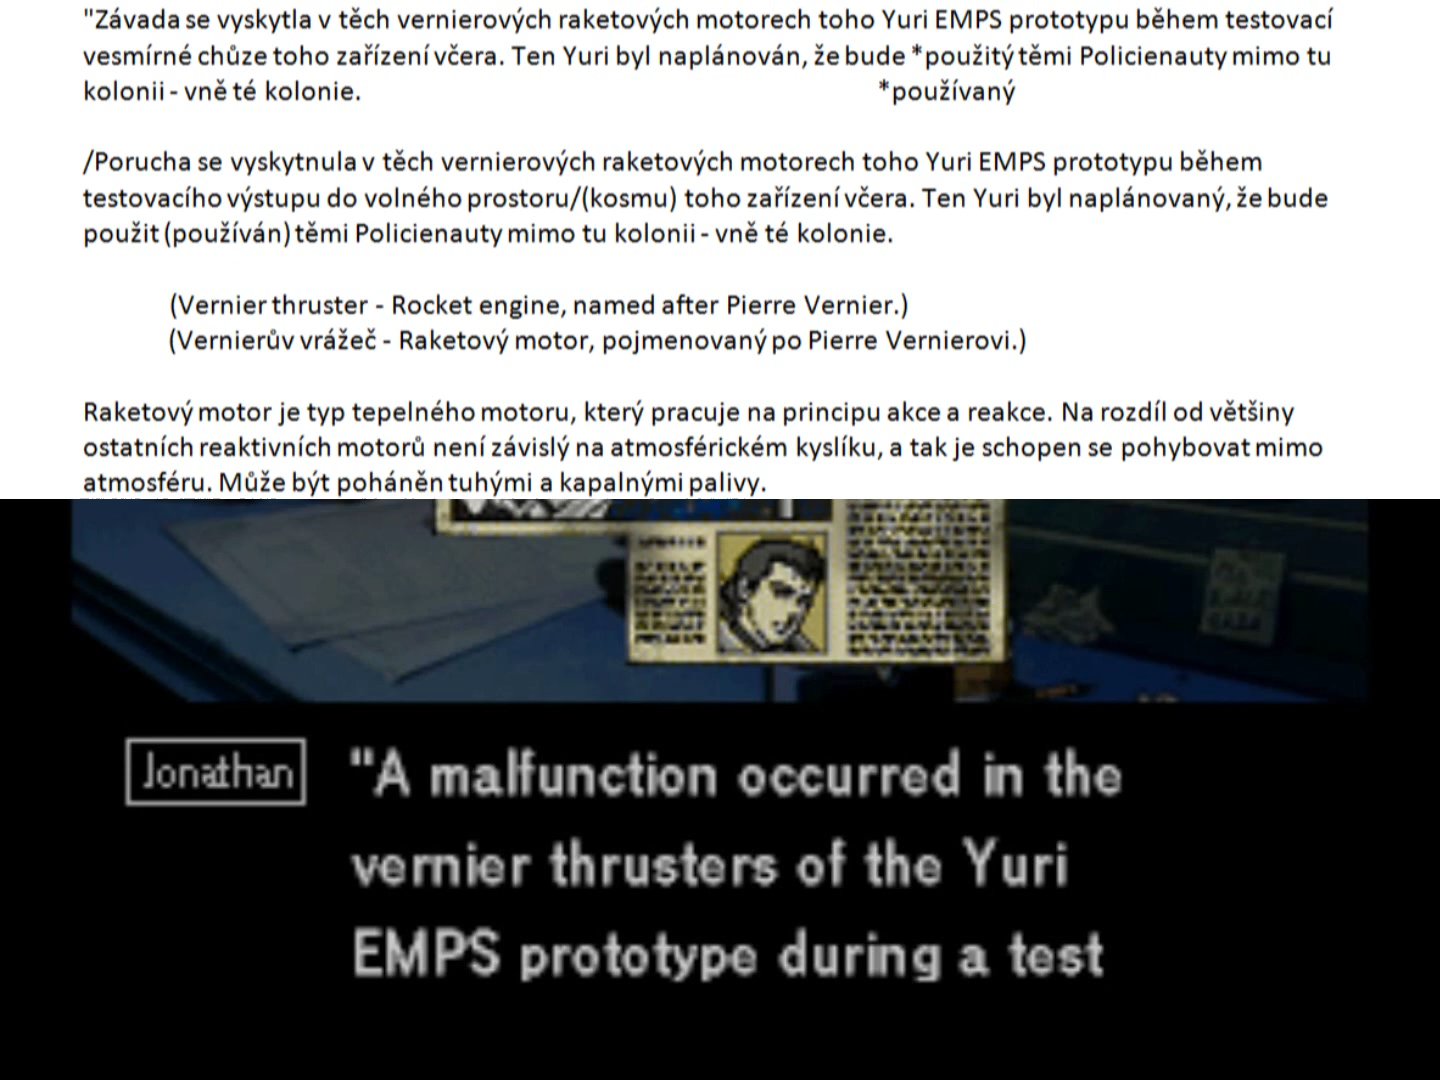 "Závada se vyskytla v těch vernierových raketových motorech toho Yuri EMPS prototypu během testovací
vesmírné chůze toho zařízení včera. Ten Yuri byl naplánován, že bude *použitý těmi Policienauty mimo tu
kolonii - vně té kolonie. *používaný
/Porucha se vyskytnula v těch vernierových raketových motorech toho Yuri EMPS prototypu během
testovacího výstupu do volného prostoru/(kosmu) toho zařízení včera. Ten Yuri byl naplánovaný, že bude
použit (používán) těmi Policienauty mimo tu kolonii - vně té kolonie.
(Vernier thruster - Rocket engine, named after Pierre Vernier.)
(Vernierův vrážeč - Raketový motor, pojmenovaný po Pierre Vernierovi.)
Raketový motor je typ tepelného motoru, který pracuje na principu akce a reakce. Na rozdíl od většiny
ostatních reaktivních motorů není závislý na atmosférickém kyslíku, a tak je schopen se pohybovat mimo
atmosféru. Může být poháněn tuhými a kapalnými palivy.
Jonathan "A malfunction occurred in the
vernier thrusters of the Yuri
EMPS prototype during a test